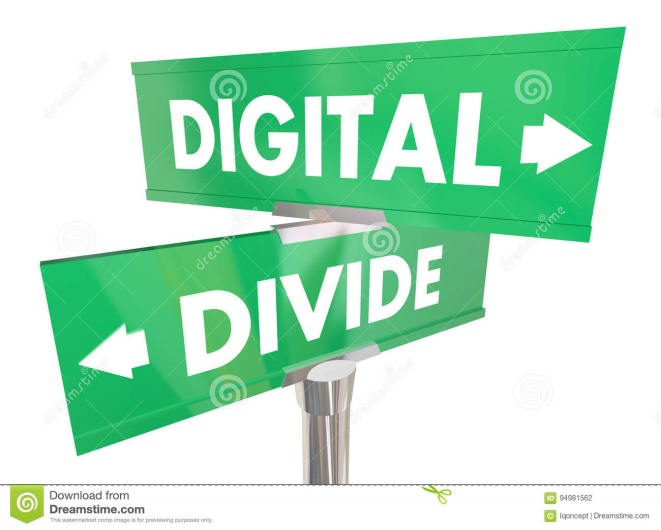 DIGITAL
DIVIDE
Download from
Dreamstime.com
This watermarked comp image is for previewing purposes only.
94981562
Iqoncept | Dreamstime.com